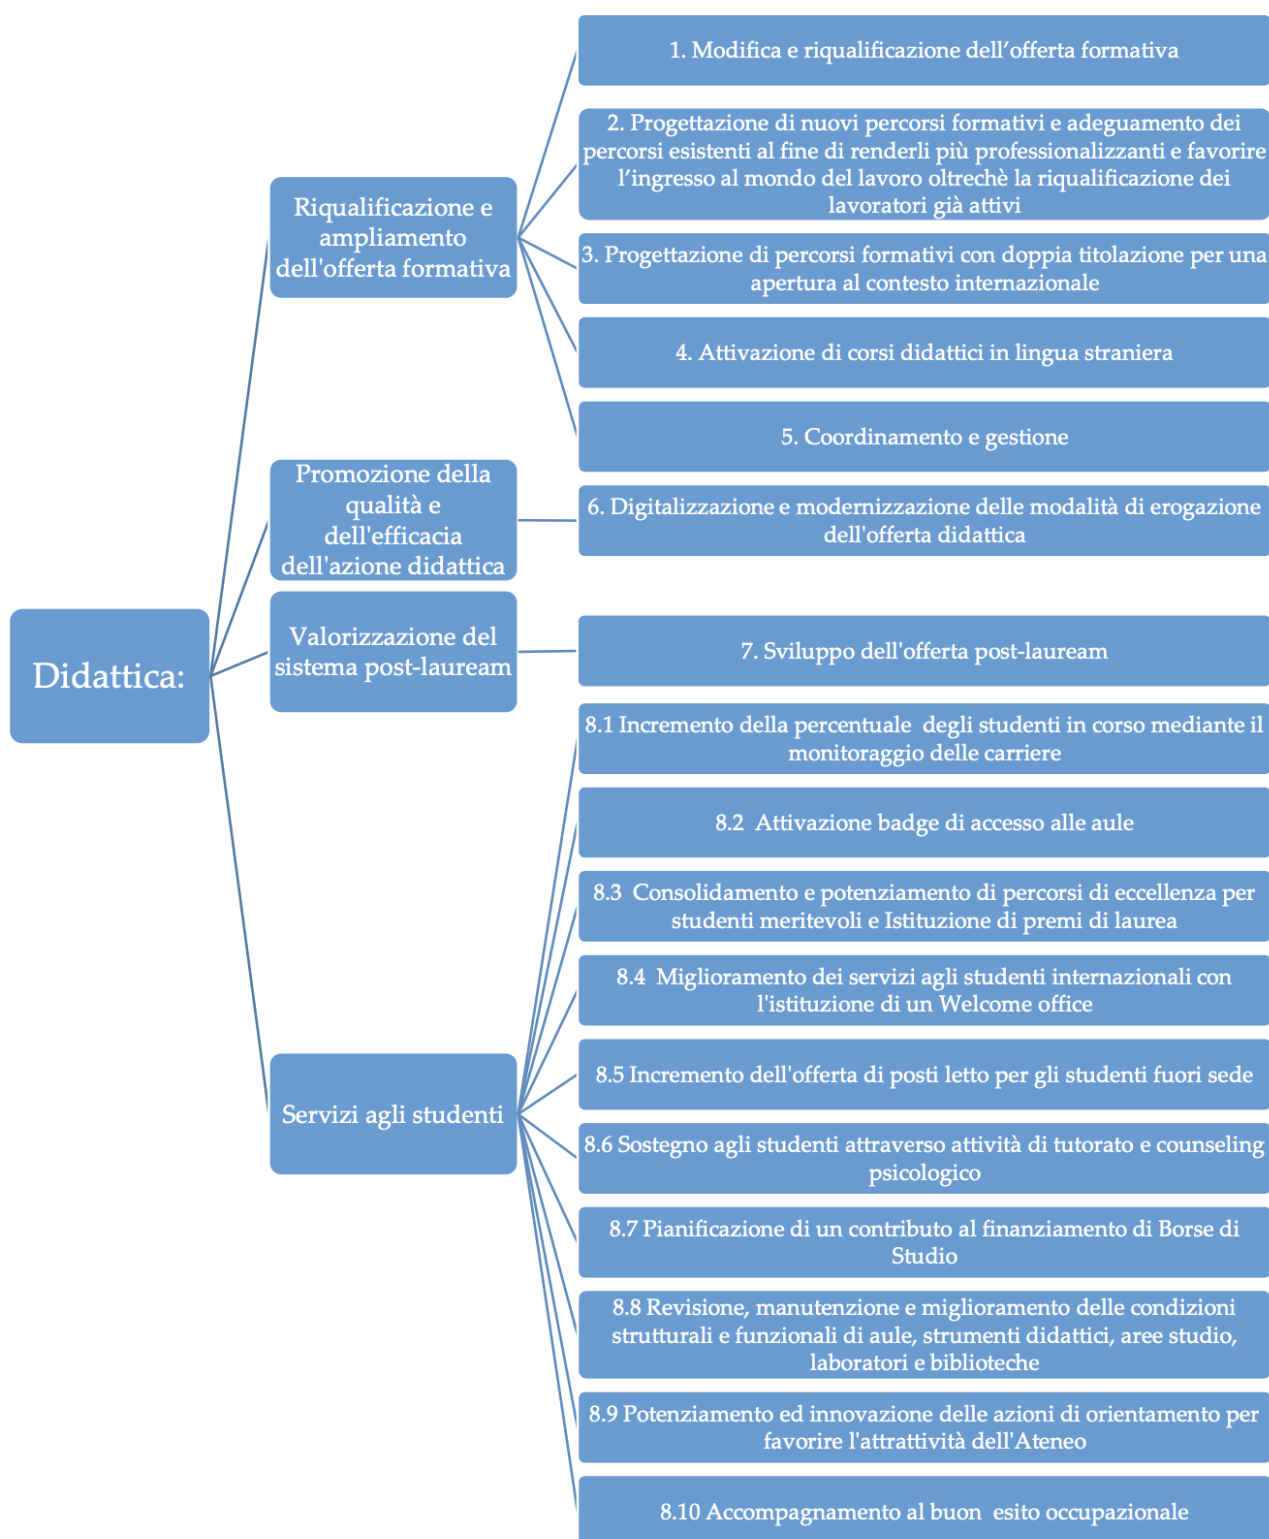 Didattica:
Riqualificazione e
ampliamento
dell'offerta formativa
1. Modifica e riqualificazione dell’offerta formativa
2. Progettazione di nuovi percorsi formativi e adeguamento dei
percorsi esistenti al fine di renderli più professionalizzanti e favorire
l’ingresso al mondo del lavoro oltrechè la riqualificazione dei
lavoratori già attivi
3. Progettazione di percorsi formativi con doppia titolazione per una
apertura al contesto internazionale
4. Attivazione di corsi didattici in lingua straniera
5. Coordinamento e gestione
Promozione della
qualità e
dell'efficacia
dell'azione didattica
6. Digitalizzazione e modernizzazione delle modalità di erogazione
dell'offerta didattica
Valorizzazione del
sistema post-lauream
7. Sviluppo dell'offerta post-lauream
Servizi agli studenti
8.1 Incremento della percentuale  degli studenti in corso mediante il
monitoraggio delle carriere
8.2  Attivazione badge di accesso alle aule
8.3  Consolidamento e potenziamento di percorsi di eccellenza per
studenti meritevoli e Istituzione di premi di laurea
8.4  Miglioramento dei servizi agli studenti internazionali con
l'istituzione di un Welcome office
8.5 Incremento dell'offerta di posti letto per gli studenti fuori sede
8.6 Sostegno agli studenti attraverso attività di tutorato e counseling
psicologico
8.7 Pianificazione di un contributo al finanziamento di Borse di
Studio
8.8 Revisione, manutenzione e miglioramento delle condizioni
strutturali e funzionali di aule, strumenti didattici, aree studio,
laboratori e biblioteche
8.9 Potenziamento ed innovazione delle azioni di orientamento per
favorire l'attrattività dell'Ateneo
8.10 Accompagnamento al buon  esito occupazionale